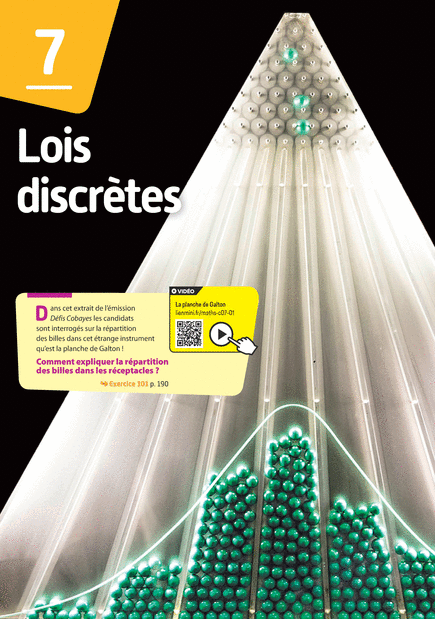 7
Lois
discrètes
Dans cet extrait de l'émission
Défis Cobayes les candidats
sont interrogés sur la répartition
des billes dans cet étrange instrument
qu'est la planche de Galton !
Comment expliquer la répartition
des billes dans les réceptacles ?
Exercice 101 p. 190
VIDÉO
La planche de Galton
lienmini.fr/maths-c07-01